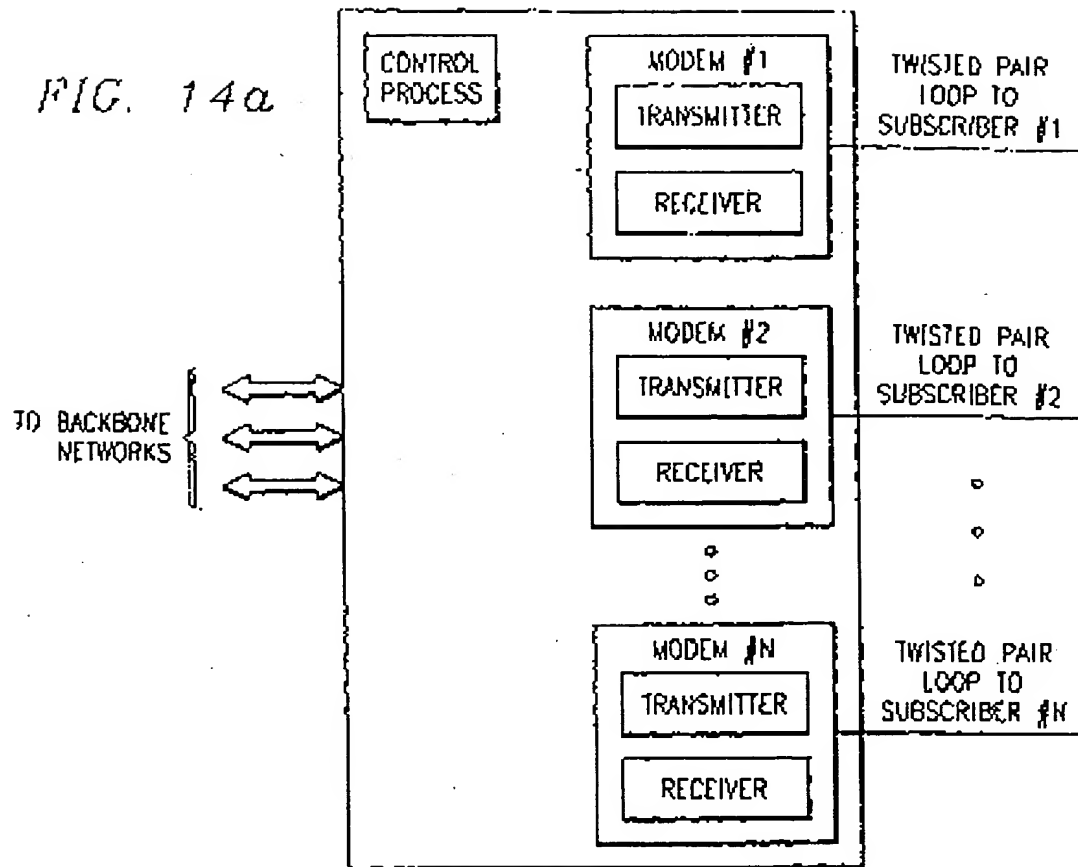 FIG. 14a
CONTROL
PROCESS
MODEM #1
TRANSMITTER
RECEIVER
TWISTED PAIR
LOOP TO
SUBSCRIBER #1
MODEM #2
TRANSMITTER
RECEIVER
TWISTED PAIR
LOOP TO
SUBSCRIBER #2
TO BACKBONE
NETWORKS
MODEM #N
TRANSMITTER
RECEIVER
TWISTED PAIR
LOOP TO
SUBSCRIBER #N